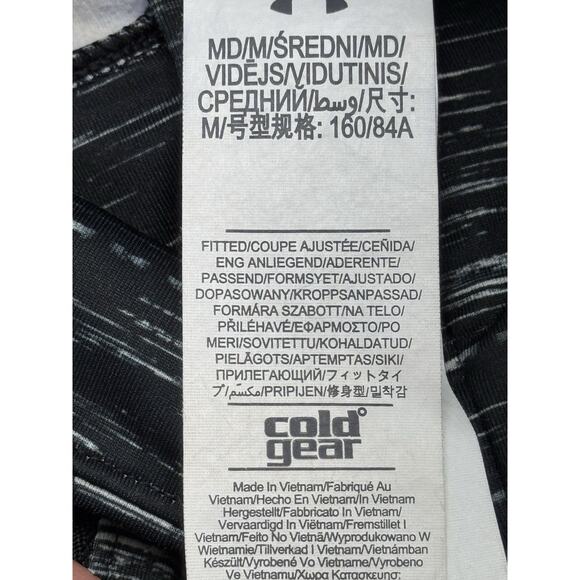 MD/M/ŚREDNI/MD/
VIDĒJS/VIDUTINIS/
СРЕДНИЙ/وسط/尺寸:
M/号型规格: 160/84A
FITTED/COUPE AJUSTÉE/CEÑIDA/
ENG ANLIEGEND/ADERENTE/
PASSEND/FORMSYET/AJUSTADO/
DOPASOWANY/KROPPSANPASSAD/
FORMÁRA SZABOTT/NA TELO/
PŘILÉHAVÉ/ΕΦΑΡΜΟΣΤΟ/PO
MERI/SOVITETTU/KOHALDATUD/
PIELĀGOTS/APTEMPTAS/SIKI/
ПРИЛЕГАЮЩИЙ/フィットタイ
プ/مكسّم/PRIPIJEN/修身型/밀착감
cold°
gear
Made In Vietnam/Fabriqué Au
Vietnam/Hecho En Vietnam/In Vietnam
Hergestellt/Fabbricato In Vietnam/
Vervaardigd In Viëtnam/Fremstillet I
Vietnam/Feito No Vietnã/Wyprodukowano W
Wietnamie/Tillverkad I Vietnam/Vietnámban
Készült/Vyrobené Vo Vietname/Vyrobeno
Ve Vietnamu/Χωρα Κατασκευης